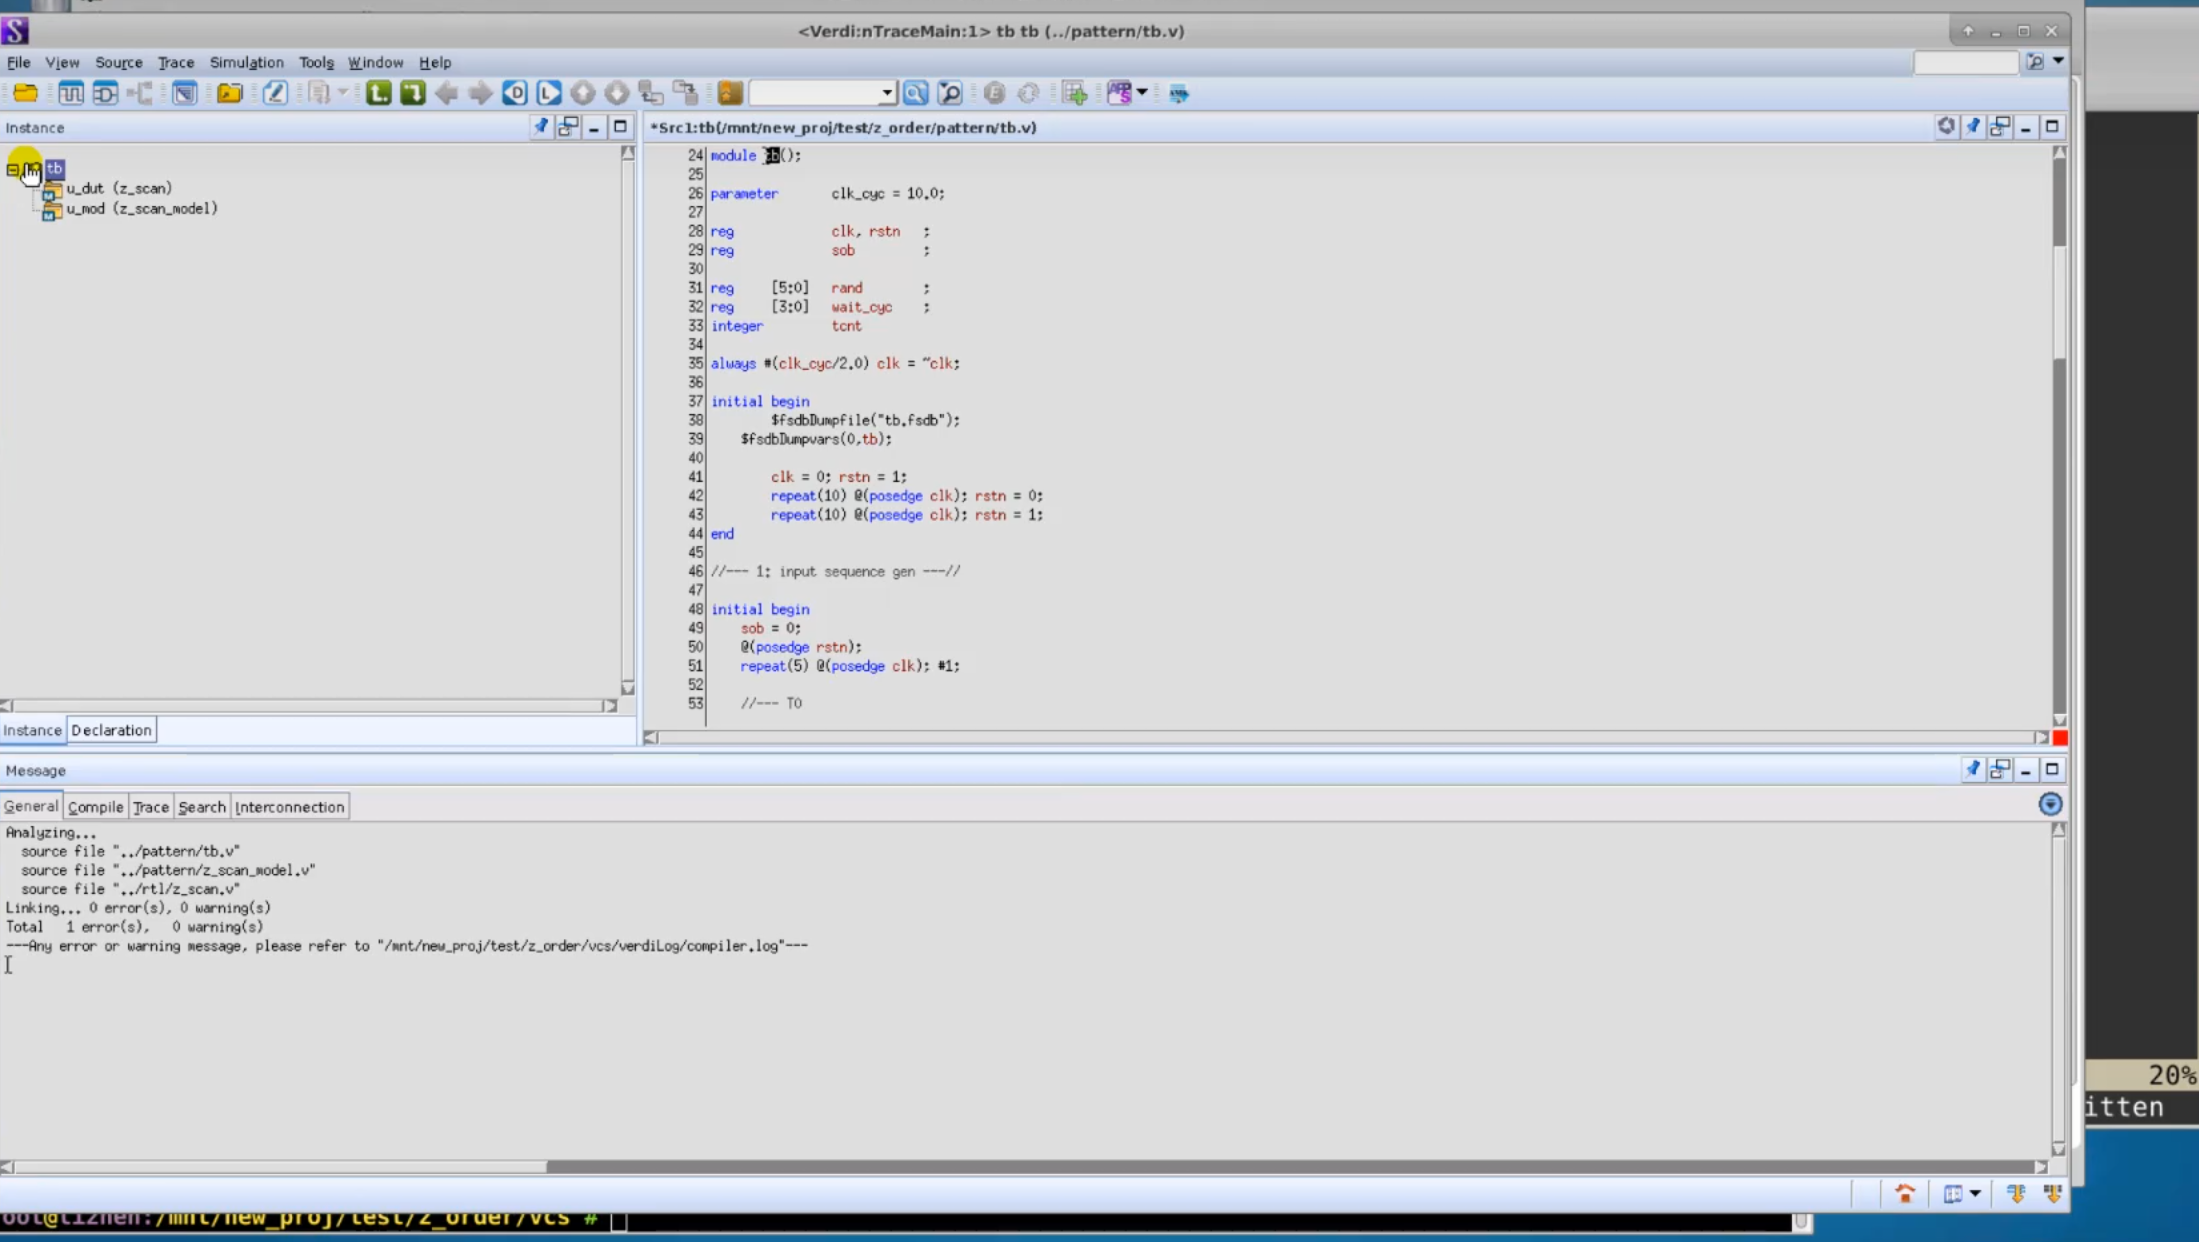 <Verdi:nTraceMain:1> tb tb (../pattern/tb.v)
File View Source Trace Simulation Tools Window Help
Instance
*Src1:tb(/mnt/new_proj/test/z_order/pattern/tb.v)
tb
u_dut (z_scan)
u_mod (z_scan_model)
24 module tb();
25
26 parameter clk_cyc = 10.0;
27
28 reg clk, rstn ;
29 reg sob ;
30
31 reg [5:0] rand ;
32 reg [3:0] wait_cyc ;
33 integer tcnt
34
35 always #(clk_cyc/2.0) clk = ~clk;
36
37 initial begin
38 $fsdbDumpfile("tb.fsdb");
39 $fsdbDumpvars(0,tb);
40
41 clk = 0; rstn = 1;
42 repeat(10) @(posedge clk); rstn = 0;
43 repeat(10) @(posedge clk); rstn = 1;
44 end
45
46 //--- 1: input sequence gen ---//
47
48 initial begin
49 sob = 0;
50 @(posedge rstn);
51 repeat(5) @(posedge clk); #1;
52
53 //--- T0
Instance Declaration
Message
General Compile Trace Search Interconnection
Analyzing...
source file "../pattern/tb.v"
source file "../pattern/z_scan_model.v"
source file "../rtl/z_scan.v"
Linking... 0 error(s), 0 warning(s)
Total 1 error(s), 0 warning(s)
---Any error or warning message, please refer to "/mnt/new_proj/test/z_order/vcs/verdiLog/compiler.log"---
20%
itten
oot@tizhen:/mnt/new_proj/test/z_order/vcs #